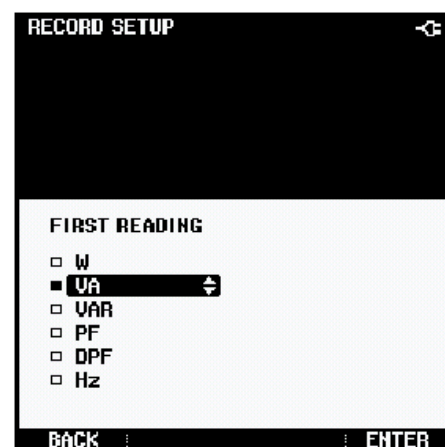 RECORD SETUP
FIRST READING
W
VA
VAR
PF
DPF
Hz
BACK ENTER